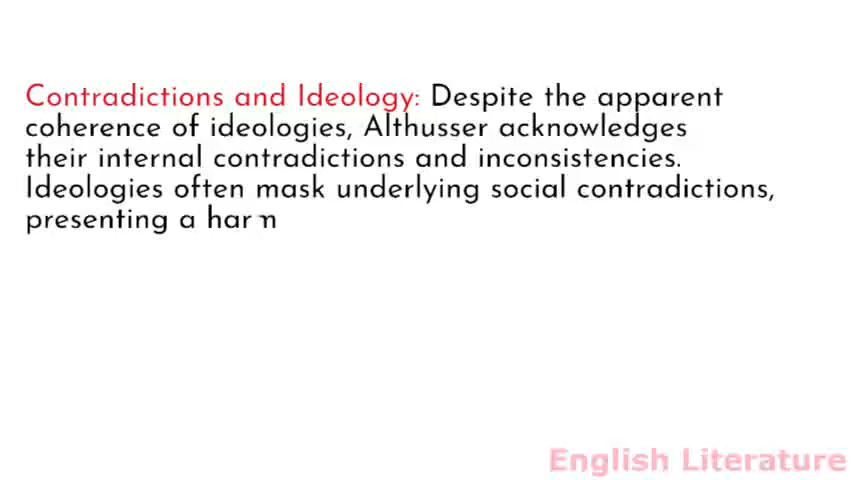 Contradictions and Ideology: Despite the apparent
coherence of ideologies, Althusser acknowledges
their internal contradictions and inconsistencies.
Ideologies often mask underlying social contradictions,
presenting a harm
English Literature